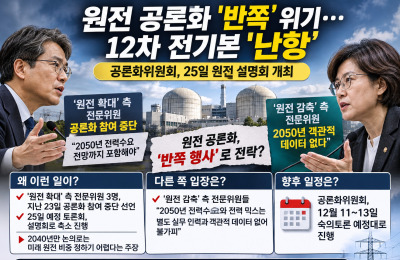 원전 공론화 '반쪽' 위기…
12차 전기본 '난항'
공론화위원회, 25일 원전 설명회 개최
'원전 확대' 측
전문위원
공론화 참여 중단
"2050년 전력수요
전망까지 포함해야"
원전 공론화,
'반쪽 행사'로 전락?
'원전 감축' 측
전문위원
2050년 객관적
데이터 없다"
왜 이런 일이?
✓ '원전 확대' 측 전문위원 3명,
지난 23일 공론화 참여 중단 선언
✓ 25일 예정 토론회,
설명회로 축소 진행
▶ 2040년만 논의로는
미래 원전 비중 정하기 어렵다는 주장
다른 쪽 입장은?
✓ '원전 감축' 측 전문위원들
"2050년 전력수요와 전력 믹스는
별도 실무 인력과 객관적 데이터 없어
불가피"
향후 일정은?
공론화위원회,
12월 11~13일
숙의토론 예정대로
진행